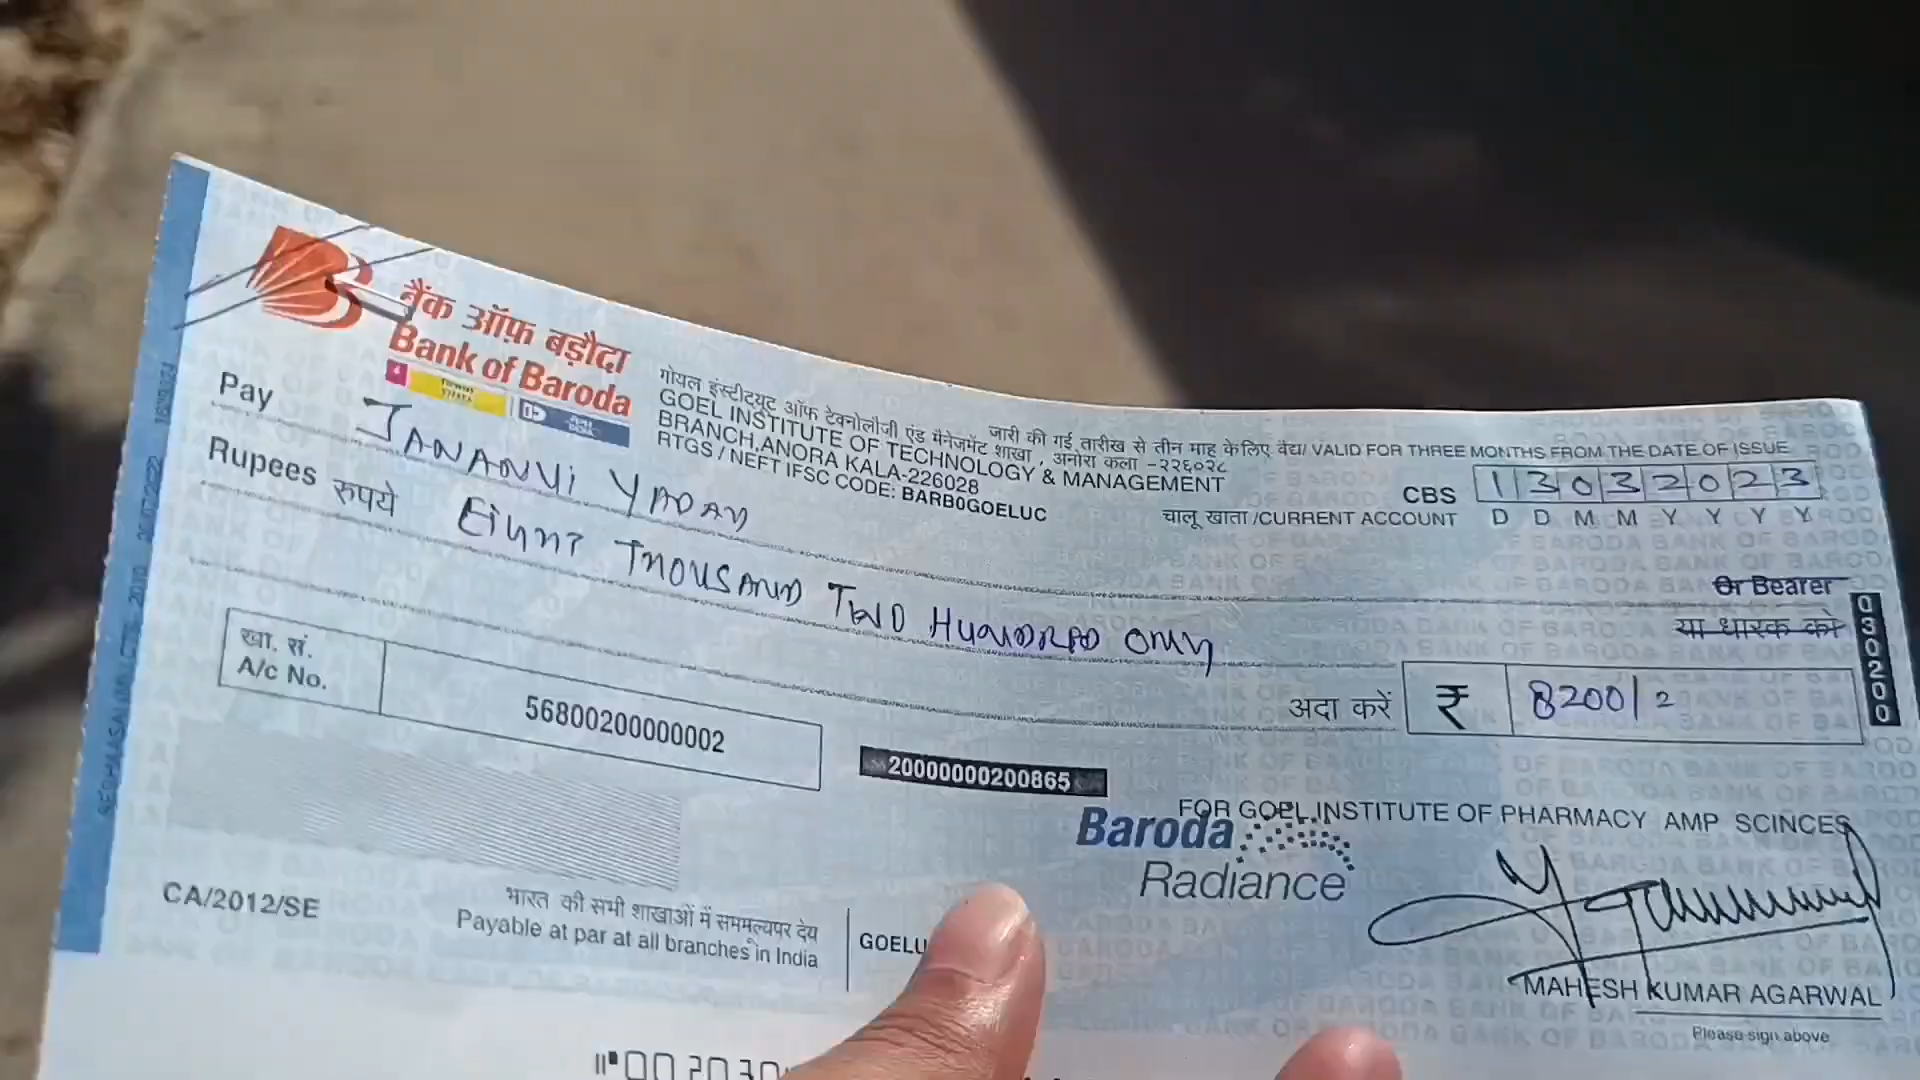 बैंक ऑफ़ बड़ौदा
Bank of Baroda
गोयल इंस्टीट्यूट ऑफ टेक्नोलौजी एंड मैनेजमेंट शाखा, अनोरा कला -२२६०२८
GOEL INSTITUTE OF TECHNOLOGY & MANAGEMENT
BRANCH,ANORA KALA-226028
RTGS / NEFT IFSC CODE: BARB0GOELUC
जारी की गई तारीख से तीन माह के लिए वैध/ VALID FOR THREE MONTHS FROM THE DATE OF ISSUE
CBS 13032023
चालू खाता /CURRENT ACCOUNT D D M M Y Y Y Y
Pay JANANVi YADAV
Or Bearer
Rupees रुपये EiGHT THOUSAND TWO HUNDRED ONLY
या धारक को
030200
खा. सं.
A/c No. 56800200000002
अदा करें ₹ 8200/2
20000000200865
FOR GOEL INSTITUTE OF PHARMACY AMP SCINCES
Baroda
Radiance
CA/2012/SE
भारत की सभी शाखाओं में सममूल्यपर देय
Payable at par at all branches in India
GOELU
MAHESH KUMAR AGARWAL
Please sign above